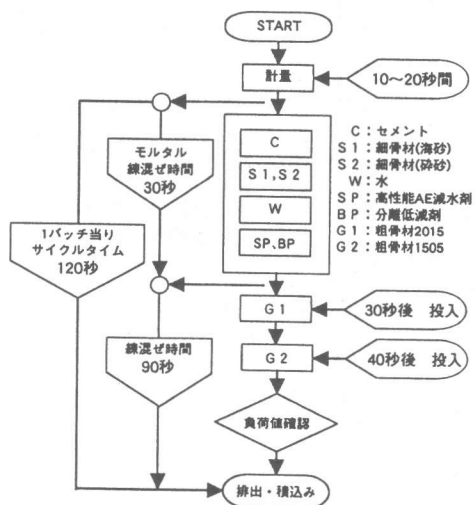 START
計量
10～20秒間
モルタル
練混ぜ時間
30秒
1バッチ当り
サイクルタイム
120秒
C
S1,S2
W
SP、BP
C：セメント
S1：細骨材(海砂)
S2：細骨材(砕砂)
W：水
SP：高性能AE減水剤
BP：分離低減剤
G1：粗骨材2015
G2：粗骨材1505
G1
30秒後　投入
G2
40秒後　投入
練混ぜ時間
90秒
負荷値確認
排出・積込み